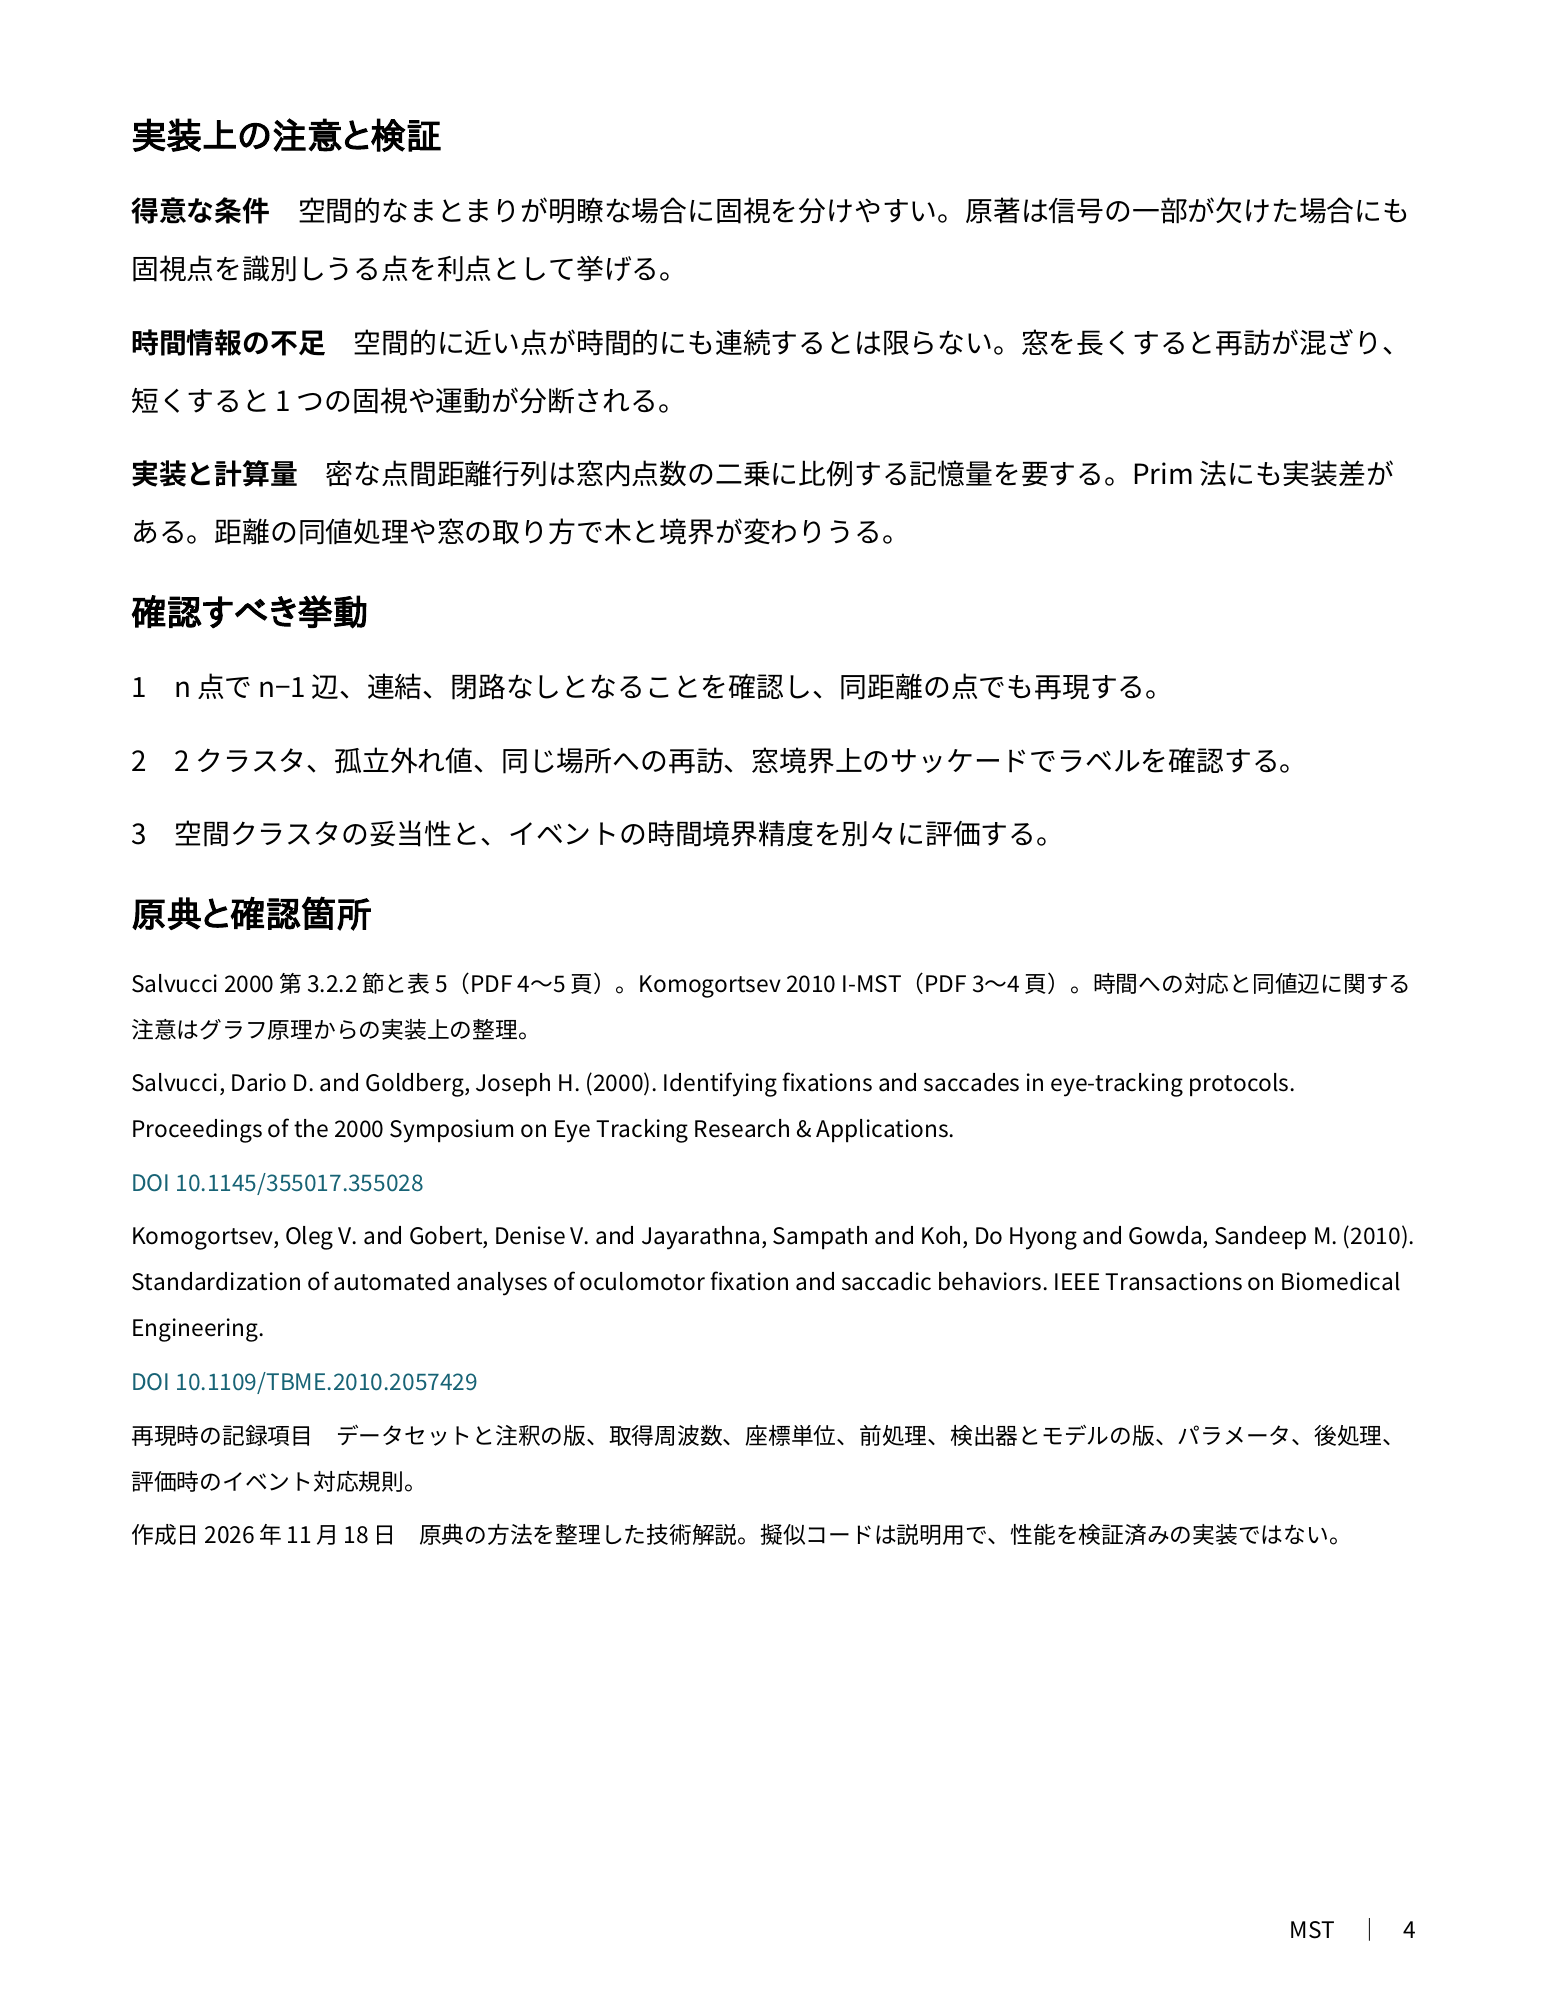 実装上の注意と検証
得意な条件　空間的なまとまりが明瞭な場合に固視を分けやすい。原著は信号の一部が欠けた場合にも
固視点を識別しうる点を利点として挙げる。
時間情報の不足　空間的に近い点が時間的にも連続するとは限らない。窓を長くすると再訪が混ざり、
短くすると 1 つの固視や運動が分断される。
実装と計算量　密な点間距離行列は窓内点数の二乗に比例する記憶量を要する。Prim 法にも実装差が
ある。距離の同値処理や窓の取り方で木と境界が変わりうる。
確認すべき挙動
1　n 点で n−1 辺、連結、閉路なしとなることを確認し、同距離の点でも再現する。
2　2 クラスタ、孤立外れ値、同じ場所への再訪、窓境界上のサッケードでラベルを確認する。
3　空間クラスタの妥当性と、イベントの時間境界精度を別々に評価する。
原典と確認箇所
Salvucci 2000 第 3.2.2 節と表 5（PDF 4〜5 頁）。Komogortsev 2010 I-MST（PDF 3〜4 頁）。時間への対応と同値辺に関する
注意はグラフ原理からの実装上の整理。
Salvucci, Dario D. and Goldberg, Joseph H. (2000). Identifying fixations and saccades in eye-tracking protocols.
Proceedings of the 2000 Symposium on Eye Tracking Research & Applications.
DOI 10.1145/355017.355028
Komogortsev, Oleg V. and Gobert, Denise V. and Jayarathna, Sampath and Koh, Do Hyong and Gowda, Sandeep M. (2010).
Standardization of automated analyses of oculomotor fixation and saccadic behaviors. IEEE Transactions on Biomedical
Engineering.
DOI 10.1109/TBME.2010.2057429
再現時の記録項目　データセットと注釈の版、取得周波数、座標単位、前処理、検出器とモデルの版、パラメータ、後処理、
評価時のイベント対応規則。
作成日 2026 年 11 月 18 日　原典の方法を整理した技術解説。擬似コードは説明用で、性能を検証済みの実装ではない。
MST ｜ 4